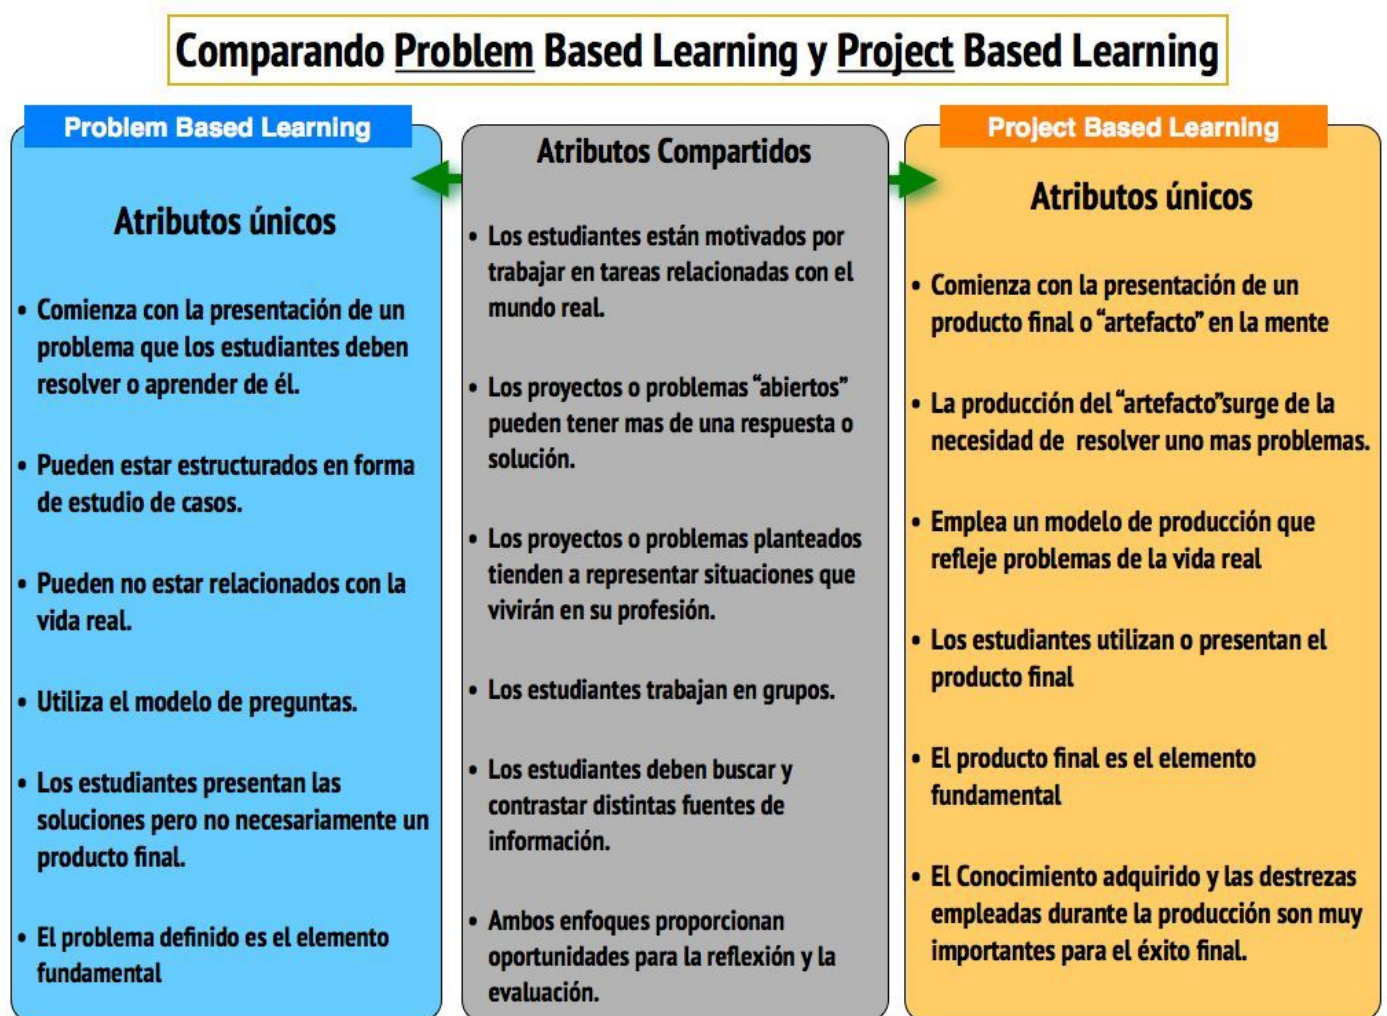 Comparando Problem Based Learning y Project Based Learning
Problem Based Learning
Atributos únicos
• Comienza con la presentación de un
problema que los estudiantes deben
resolver o aprender de él.
• Pueden estar estructurados en forma
de estudio de casos.
• Pueden no estar relacionados con la
vida real.
• Utiliza el modelo de preguntas.
• Los estudiantes presentan las
soluciones pero no necesariamente un
producto final.
• El problema definido es el elemento
fundamental
Atributos Compartidos
• Los estudiantes están motivados por
trabajar en tareas relacionadas con el
mundo real.
• Los proyectos o problemas “abiertos”
pueden tener mas de una respuesta o
solución.
• Los proyectos o problemas planteados
tienden a representar situaciones que
vivirán en su profesión.
• Los estudiantes trabajan en grupos.
• Los estudiantes deben buscar y
contrastar distintas fuentes de
información.
• Ambos enfoques proporcionan
oportunidades para la reflexión y la
evaluación.
Project Based Learning
Atributos únicos
• Comienza con la presentación de un
producto final o “artefacto” en la mente
• La producción del “artefacto”surge de la
necesidad de  resolver uno mas problemas.
• Emplea un modelo de producción que
refleje problemas de la vida real
• Los estudiantes utilizan o presentan el
producto final
• El producto final es el elemento
fundamental
• El Conocimiento adquirido y las destrezas
empleadas durante la producción son muy
importantes para el éxito final.